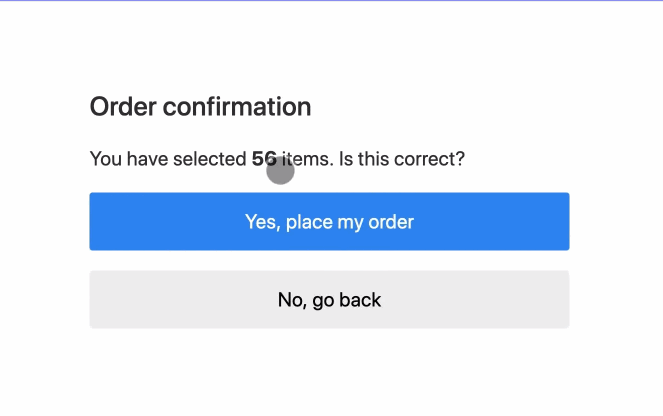 Order confirmation
You have selected 56 items. Is this correct?
Yes, place my order
No, go back